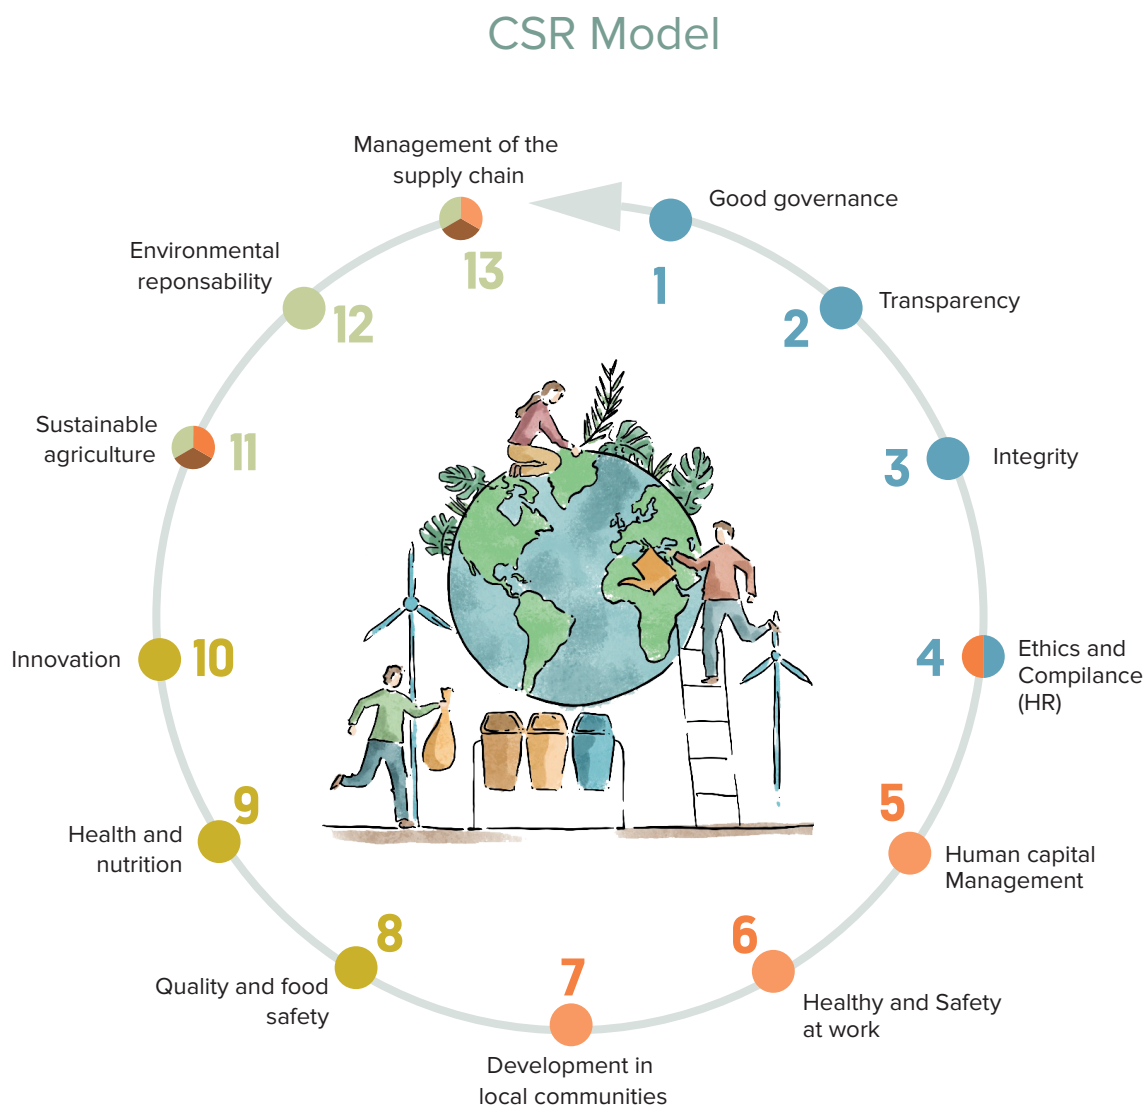 CSR Model
1
Good governance
2
Transparency
3
Integrity
4
Ethics and
Compilance
(HR)
5
Human capital
Management
6
Healthy and Safety
at work
7
Development in
local communities
8
Quality and food
safety
9
Health and
nutrition
10
Innovation
11
Sustainable
agriculture
12
Environmental
reponsability
13
Management of the
supply chain